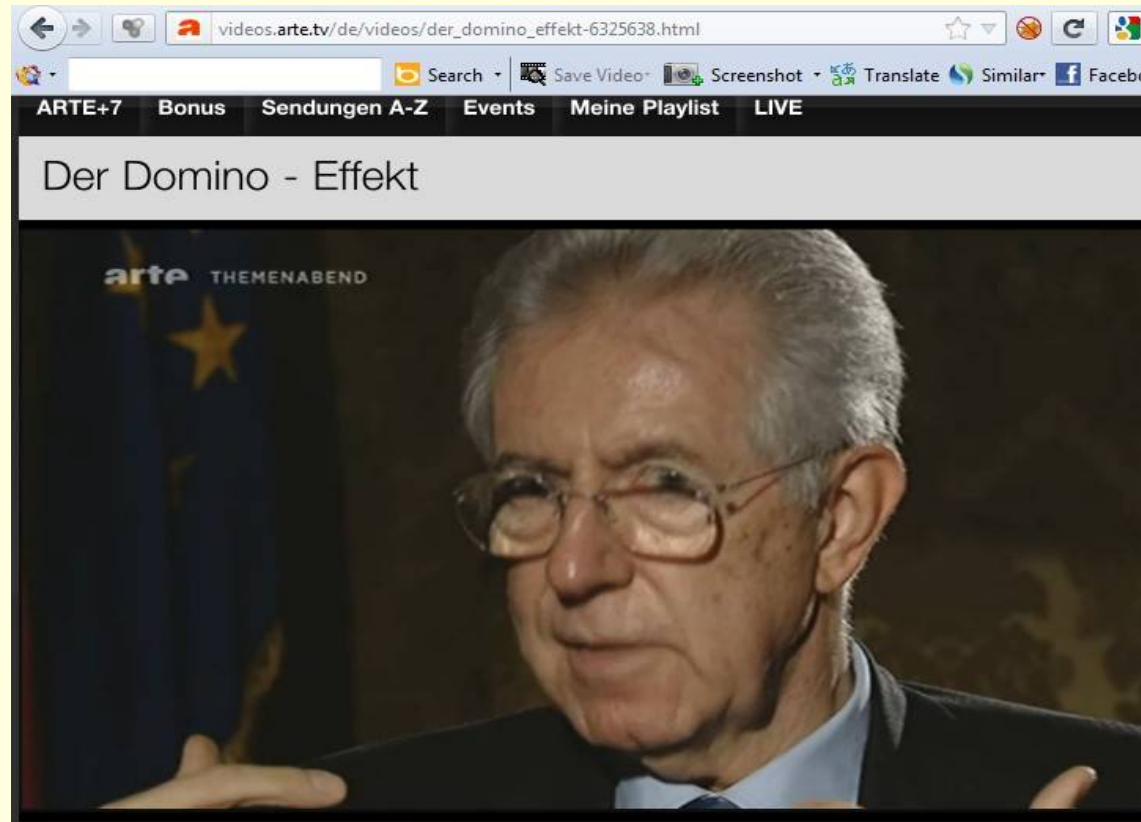 videos.arte.tv/de/videos/der_domino_effekt-6325638.html
Search Save Video Screenshot Translate Similar Facebo
ARTE+7 Bonus Sendungen A-Z Events Meine Playlist LIVE
Der Domino - Effekt
arte THEMENABEND